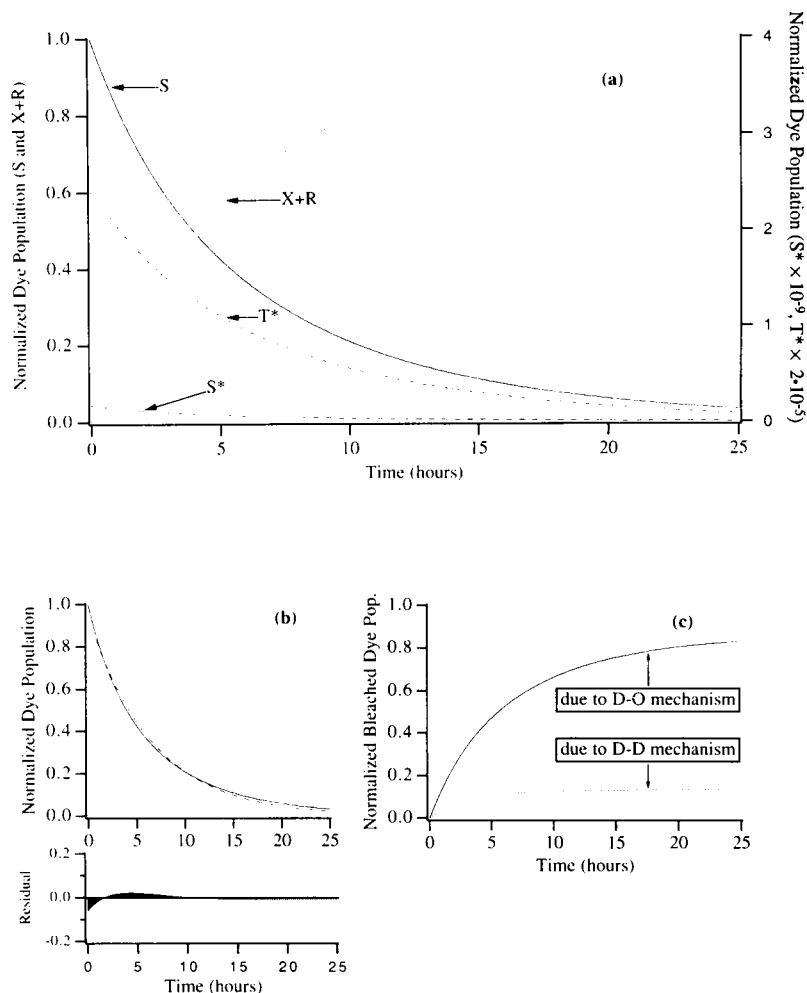 (a)
Normalized Dye Population (S and X+R)
1.0
0.8
0.6
0.4
0.2
0.0
S
X+R
T*
S*
4
3
2
1
0
Normalized Dye Population (S* × 10-9, T* × 2•10-5)
0 5 10 15 20 25
Time (hours)
(b)
Normalized Dye Population
1.0
0.8
0.6
0.4
0.2
0.0
0 5 10 15 20 25
Time (hours)
Residual
0.2
0.0
-0.2
0 5 10 15 20 25
Time (hours)
(c)
Normalized Bleached Dye Pop.
1.0
0.8
0.6
0.4
0.2
0.0
due to D-O mechanism
due to D-D mechanism
0 5 10 15 20 25
Time (hours)